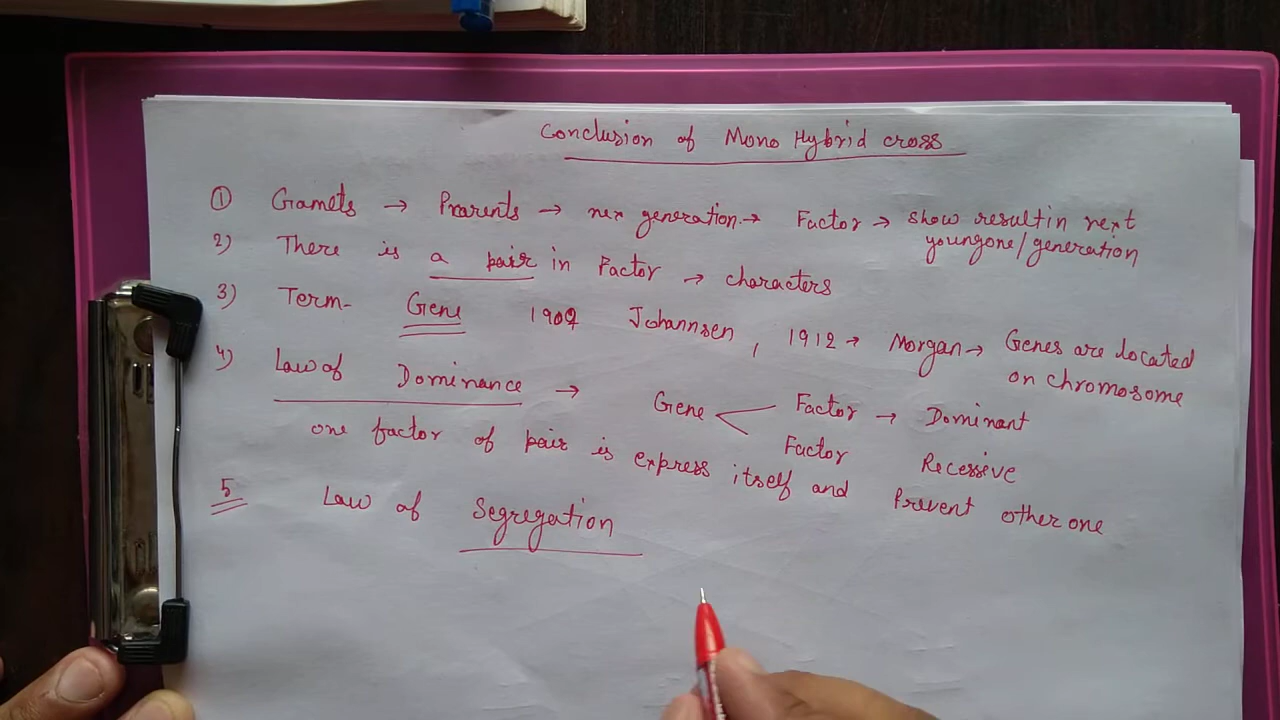 Conclusion of Mono Hybrid cross
① Gamets → Prarents → nex generation → Factor → show result in next
youngone/generation
2) There is a pair in Factor → characters
3) Term- Gene 1909 Johannsen, 1912 → Morgan → Genes are located
on chromosome
4) Law of Dominance → Gene < Factor → Dominant
Factor Recessive
one factor of pair is express itself and Prevent other one
5 Law of Segregation